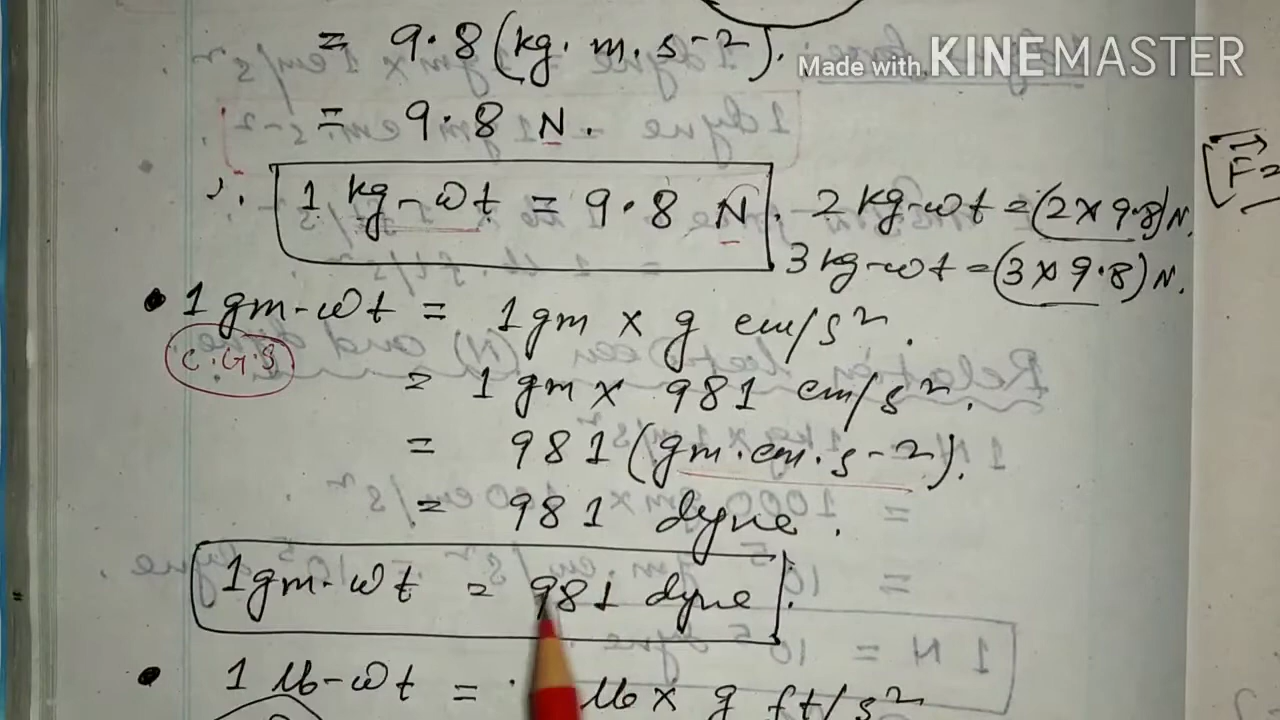 = 9.8 (kg. m. s-2).
Made with KINEMASTER
= 9.8 N.
∴ 1 kg-wt = 9.8 N. 2 kg-wt = (2 x 9.8) N.
3 kg-wt = (3 x 9.8) N.
F =
• 1 gm-wt = 1 gm x g cm/s².
C.G.S
= 1 gm x 981 cm/s².
= 981 (gm.cm.s-2).
= 981 dyne.
1 gm-wt = 981 dyne.
• 1 lb-wt = lb x g ft/s²